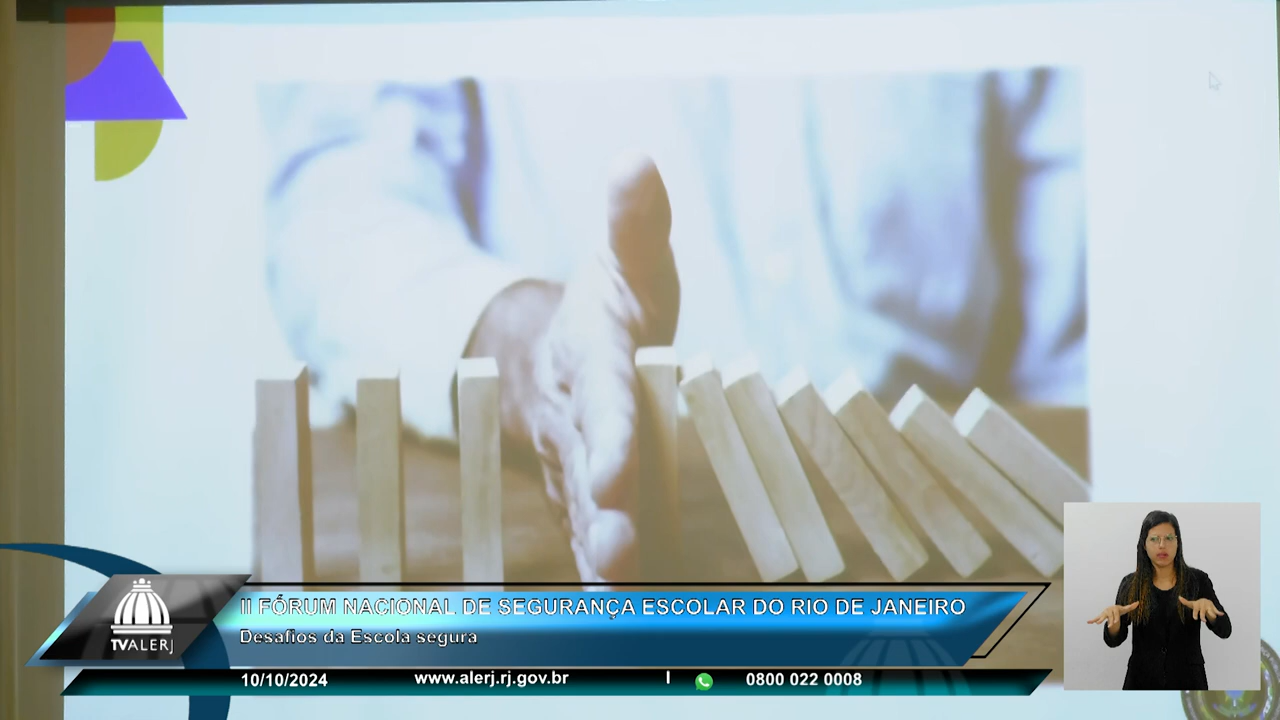 II FÓRUM NACIONAL DE SEGURANÇA ESCOLAR DO RIO DE JANEIRO
Desafios da Escola segura
TVALERJ
10/10/2024 www.alerj.rj.gov.br | 0800 022 0008